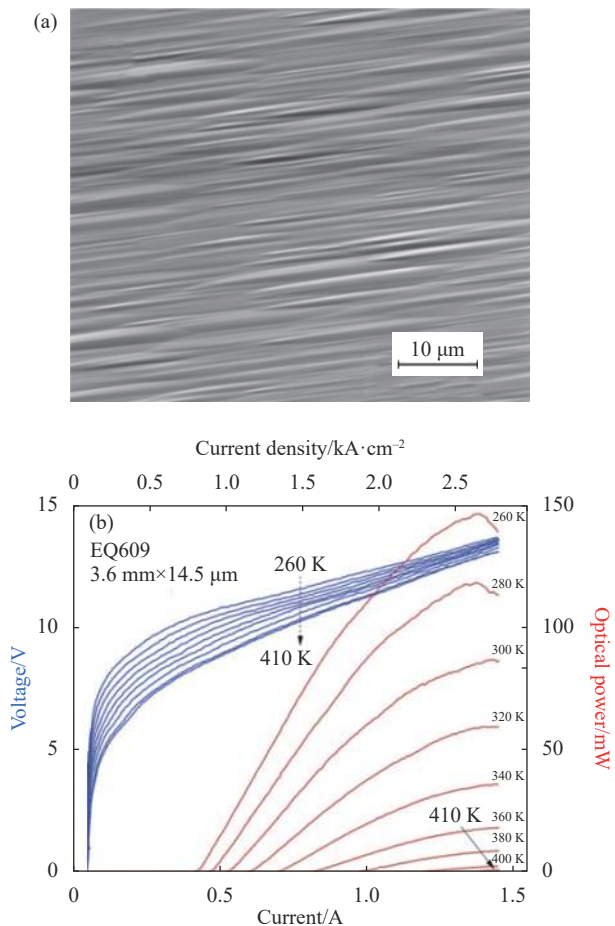 (a)
10 μm
Current density/kA·cm⁻²
0 0.5 1.0 1.5 2.0 2.5
15 150
(b)
EQ609
3.6 mm×14.5 μm
260 K
410 K
260 K
280 K
300 K
320 K
340 K
410 K
360 K
380 K
400 K
10 100
5 50
0 0
Voltage/V
Optical power/mW
0 0.5 1.0 1.5
Current/A